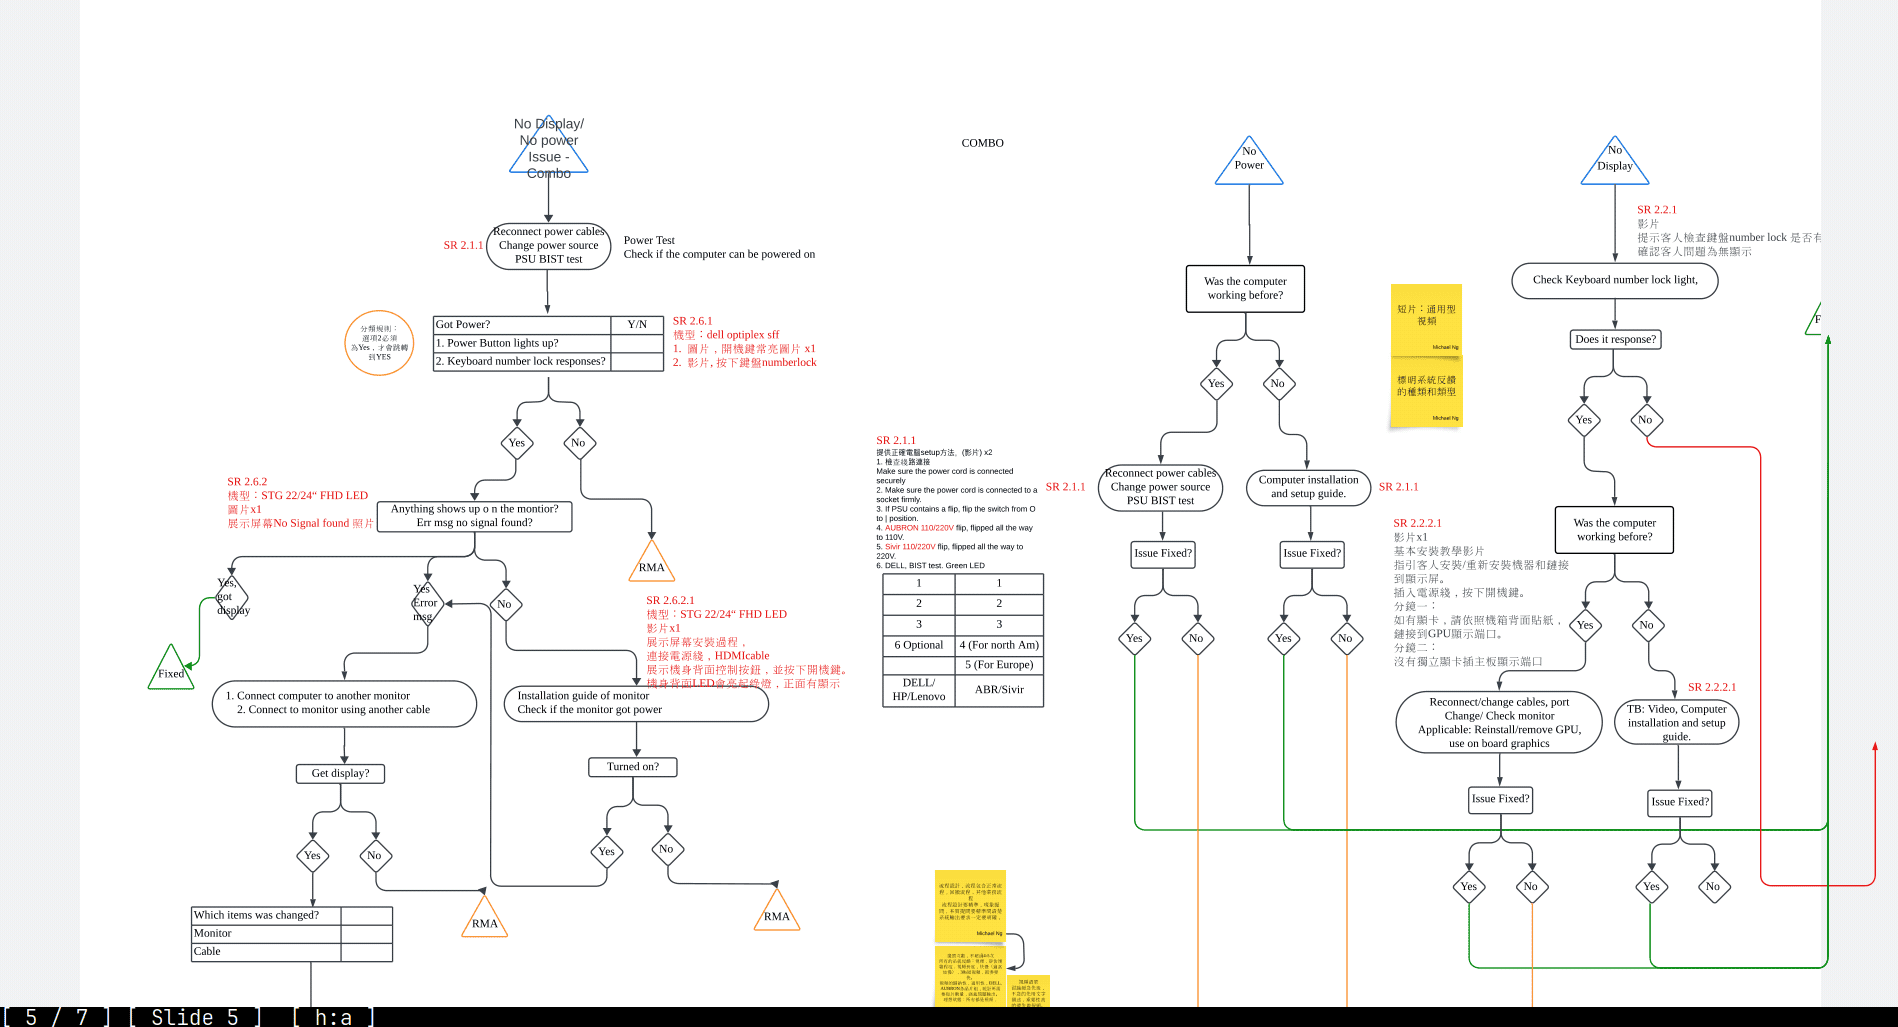 No Display/
No power
Issue -
Combo
SR 2.1.1
Reconnect power cables
Change power source
PSU BIST test
Power Test
Check if the computer can be powered on
分類規則：
選項2必須
為Yes，才會跳轉
到YES
Got Power?
Y/N
1. Power Button lights up?
2. Keyboard number lock responses?
SR 2.6.1
機型：dell optiplex sff
1. 圖片，開機鍵常亮圖片 x1
2. 影片, 按下鍵盤numberlock
Yes
No
SR 2.6.2
機型：STG 22/24“ FHD LED
圖片x1
展示屏幕No Signal found 照片
Anything shows up o n the montior?
Err msg no signal found?
RMA
Yes,
got
display
Yes
Error
msg
No
Fixed
SR 2.6.2.1
機型：STG 22/24“ FHD LED
影片x1
展示屏幕安裝過程，
連接電源綫，HDMIcable
展示機身背面控制按鈕，並按下開機鍵。
機身背面LED會亮起綠燈，正面有顯示
1. Connect computer to another monitor
2. Connect to monitor using another cable
Installation guide of monitor
Check if the monitor got power
Get display?
Turned on?
Yes
No
Yes
No
RMA
RMA
Which items was changed?
Monitor
Cable
COMBO
SR 2.1.1
提供正確電腦setup方法，(影片) x2
1. 檢查綫路連接
Make sure the power cord is connected
securely
2. Make sure the power cord is connected to a
socket firmly.
3. If PSU contains a flip, flip the switch from O
to | position.
4. AUBRON 110/220V flip, flipped all the way
to 110V.
5. Sivir 110/220V flip, flipped all the way to
220V.
6. DELL, BIST test. Green LED
1 1
2 2
3 3
6 Optional 4 (For north Am)
5 (For Europe)
DELL/
HP/Lenovo
ABR/Sivir
Michael Ng
No
Power
Was the computer
working before?
Yes
No
SR 2.1.1
Reconnect power cables
Change power source
PSU BIST test
Computer installation
and setup guide.
SR 2.1.1
Issue Fixed?
Issue Fixed?
Yes
No
Yes
No
短片：通用型
視頻
Michael Ng
標明系統反饋
的種類和類型
Michael Ng
No
Display
SR 2.2.1
影片
提示客人檢查鍵盤number lock 是否有
確認客人問題為無顯示
Check Keyboard number lock light,
F
Does it response?
Yes
No
Was the computer
working before?
SR 2.2.2.1
影片x1
基本安裝教學影片
指引客人安裝/重新安裝機器和鏈接
到顯示屏。
插入電源綫，按下開機鍵。
分鏡一：
如有顯卡，請依照機箱背面貼紙，
鏈接到GPU顯示端口。
分鏡二：
沒有獨立顯卡插主板顯示端口
Yes
No
SR 2.2.2.1
Reconnect/change cables, port
Change/ Check monitor
Applicable: Reinstall/remove GPU,
use on board graphics
TB: Video, Computer
installation and setup
guide.
Issue Fixed?
Issue Fixed?
Yes
No
Yes
No
[ 5 / 7 ] [ Slide 5 ] [ h:a ]